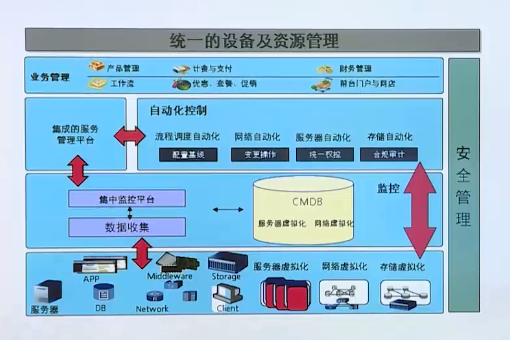 统一的设备及资源管理
业务管理
产品管理
计费与支付
财务管理
工作流
优惠、套餐、促销
前台门户与网店
集成的服务
管理平台
自动化控制
流程调度自动化
网络自动化
服务器自动化
存储自动化
配置基线
变更操作
统一权控
合规审计
安全管理
集中监控平台
数据收集
CMDB
服务器虚拟化
网络虚拟化
监控
APP
Middleware
Storage
服务器虚拟化
网络虚拟化
存储虚拟化
服务器
DB
Network
Client